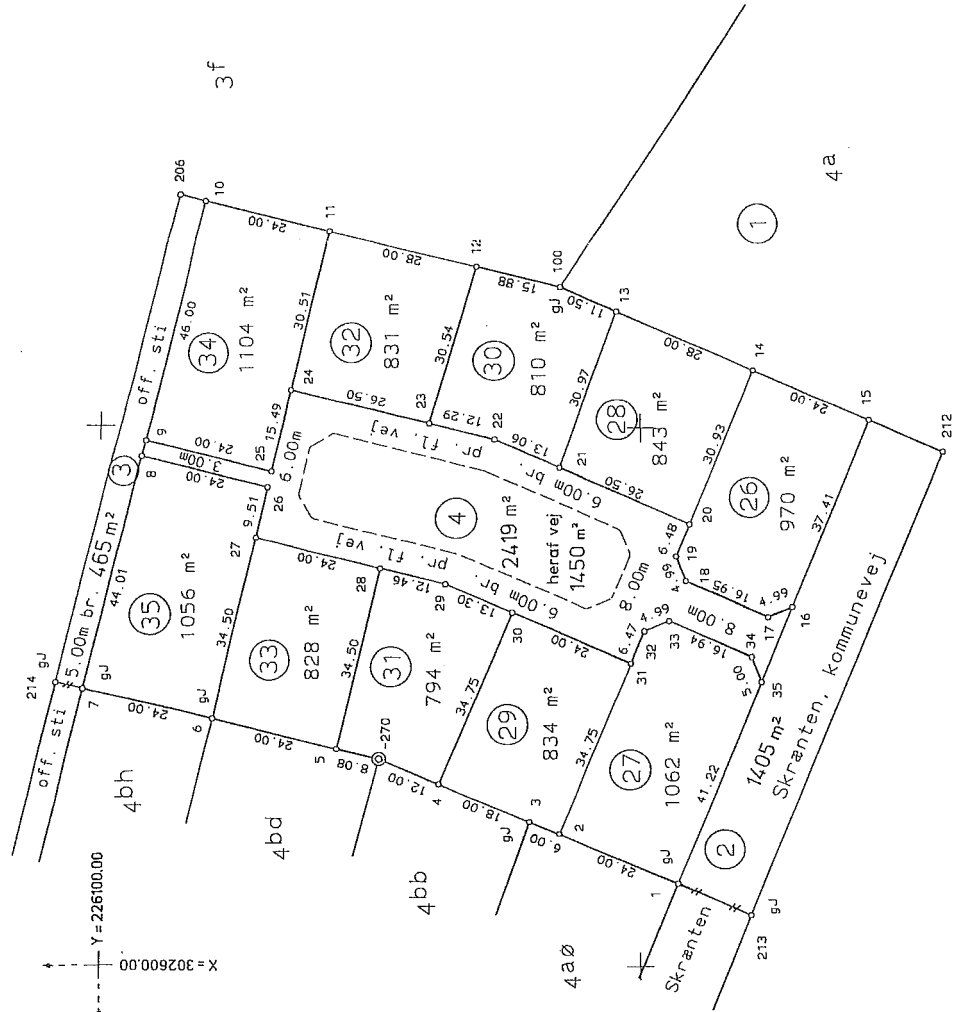 3f
206
10
off. sti
46.00
24.00
34
1104 m²
11
9
24.00
3.00m
30.51
28.00
3
8
24.00
25
15.49
24
32
831 m²
12
5.00m br. 465 m²
44.01
6.00m
26
26.50
30.54
15.88
100
gJ
214
gJ
35
1056 m²
9.51
27
pr. fl. vej
23
12.29
30
810 m²
11.50
13
off. sti
7
gJ
34.50
24.00
fl. vej
28
4
2419 m²
heraf vej
1450 m²
22
13.06
30.97
28.00
14
24.00
gJ
6
33
828 m²
pr.
12.46
29
6.00m br.
13.30
6.00m br.
21
28
843 m²
26.50
4bh
24.00
34.50
31
794 m²
30
24.00
8.00m
6.48
20
30.93
24.00
15
5
8.08
-270
34.75
6.47
31
4.99
19
18
26
970 m²
212
4bd
12.00
4
29
834 m²
32
4.99
33
8.00m
16.95
4.99
17
16
37.41
18.00
34.75
16.94
34
5.00
35
4bb
gJ
3
6.00
2
27
1062 m²
41.22
1405 m²
Skrænten, kommunevej
24.00
gJ
1
2
4aø
Skrænten
gJ
213
1
4a
Y = 226100.00
X = 302600.00